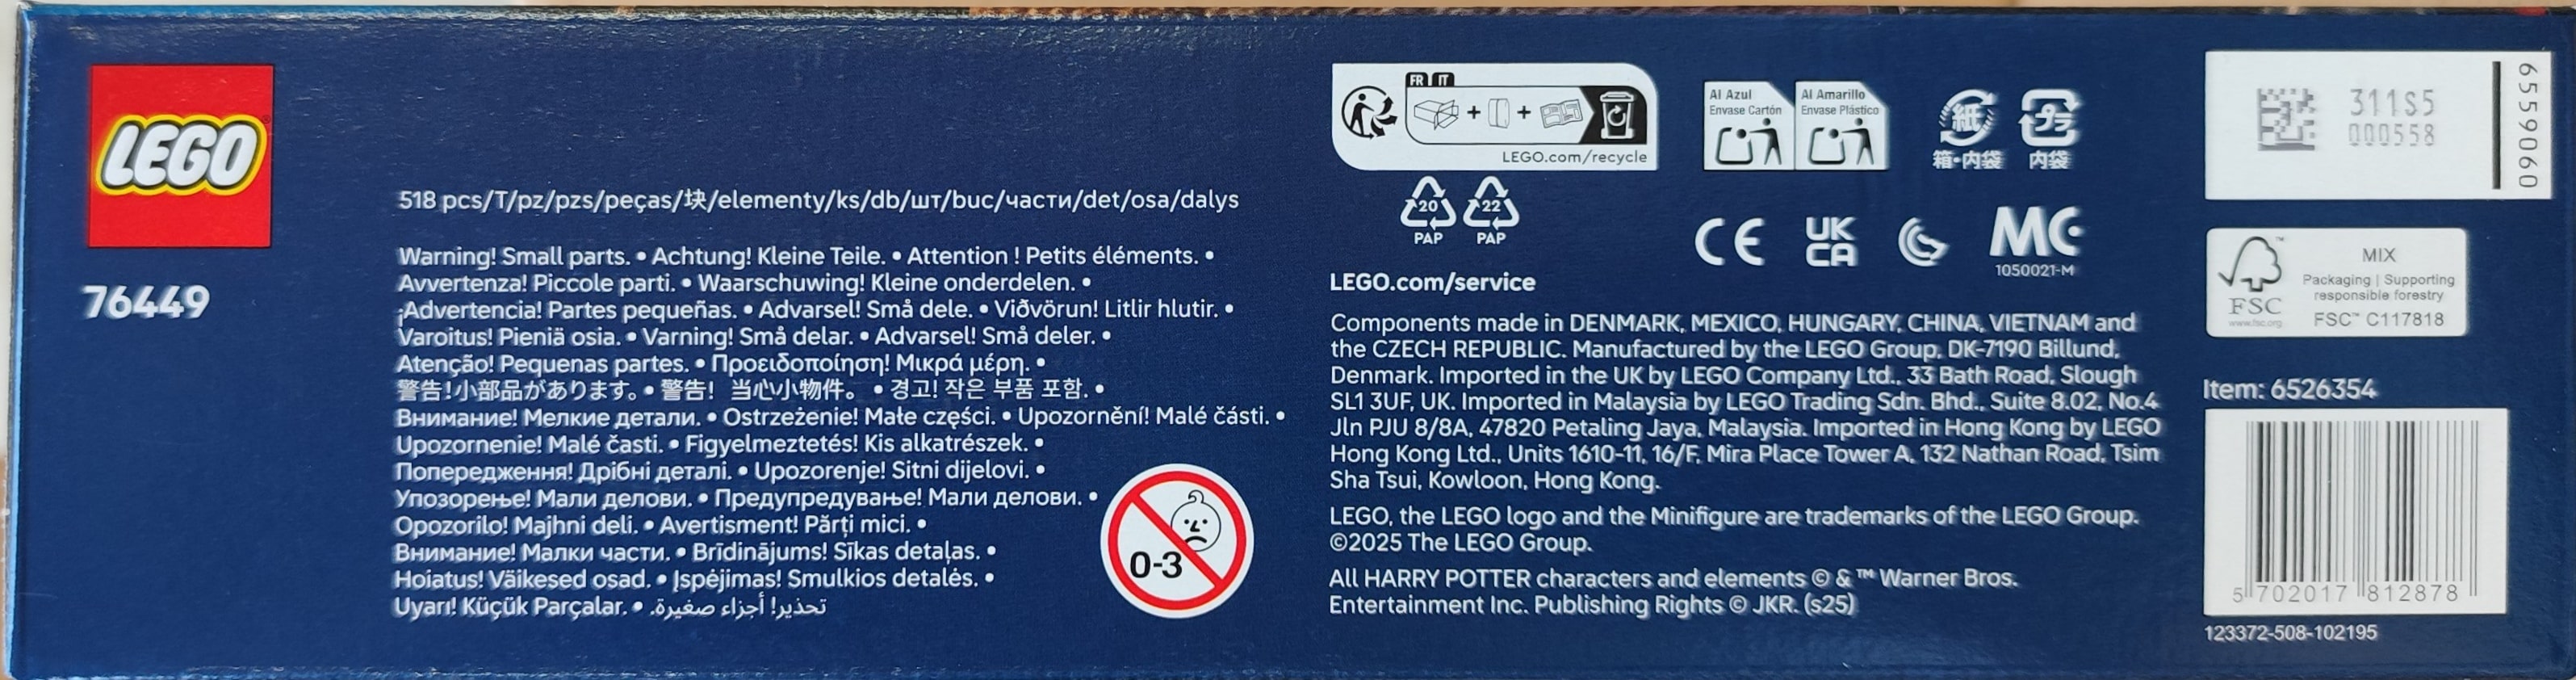 LEGO
76449
518 pcs/T/pz/pzs/peças/块/elementy/ks/db/шт/buc/части/det/osa/dalys
Warning! Small parts. • Achtung! Kleine Teile. • Attention ! Petits éléments. •
Avvertenza! Piccole parti. • Waarschuwing! Kleine onderdelen. •
¡Advertencia! Partes pequeñas. • Advarsel! Små dele. • Viðvörun! Litlir hlutir. •
Varoitus! Pieniä osia. • Varning! Små delar. • Advarsel! Små deler. •
Atenção! Pequenas partes. • Προειδοποίηση! Μικρά μέρη. •
警告!小部品があります。• 警告! 当心小物件。 • 경고! 작은 부품 포함. •
Внимание! Мелкие детали. • Ostrzeżenie! Małe części. • Upozornění! Malé části. •
Upozornenie! Malé časti. • Figyelmeztetés! Kis alkatrészek. •
Попередження! Дрібні деталі. • Upozorenje! Sitni dijelovi. •
Упозорење! Мали делови. • Предупредување! Мали делови. •
Opozorilo! Majhni deli. • Avertisment! Părți mici. •
Внимание! Малки части. • Brīdinājums! Sīkas detaļas. •
Hoiatus! Väikesed osad. • Įspėjimas! Smulkios detalės. •
Uyarı! Küçük Parçalar. • تحذير! أجزاء صغيرة.
0-3
FR IT
LEGO.com/recycle
20 PAP
22 PAP
Al Azul
Envase Cartón
Al Amarillo
Envase Plástico
紙
箱・内袋
プラ
内袋
CE
UK
CA
MC
1050021-M
LEGO.com/service
Components made in DENMARK, MEXICO, HUNGARY, CHINA, VIETNAM and
the CZECH REPUBLIC. Manufactured by the LEGO Group, DK-7190 Billund,
Denmark. Imported in the UK by LEGO Company Ltd., 33 Bath Road, Slough
SL1 3UF, UK. Imported in Malaysia by LEGO Trading Sdn. Bhd., Suite 8.02, No.4
Jln PJU 8/8A, 47820 Petaling Jaya, Malaysia. Imported in Hong Kong by LEGO
Hong Kong Ltd., Units 1610-11, 16/F, Mira Place Tower A, 132 Nathan Road, Tsim
Sha Tsui, Kowloon, Hong Kong.
LEGO, the LEGO logo and the Minifigure are trademarks of the LEGO Group.
©2025 The LEGO Group.
All HARRY POTTER characters and elements © & ™ Warner Bros.
Entertainment Inc. Publishing Rights © JKR. (s25)
311S5
000558
6559060
FSC™
www.fsc.org
MIX
Packaging | Supporting
responsible forestry
FSC™ C117818
Item: 6526354
5 702017 812878
123372-508-102195